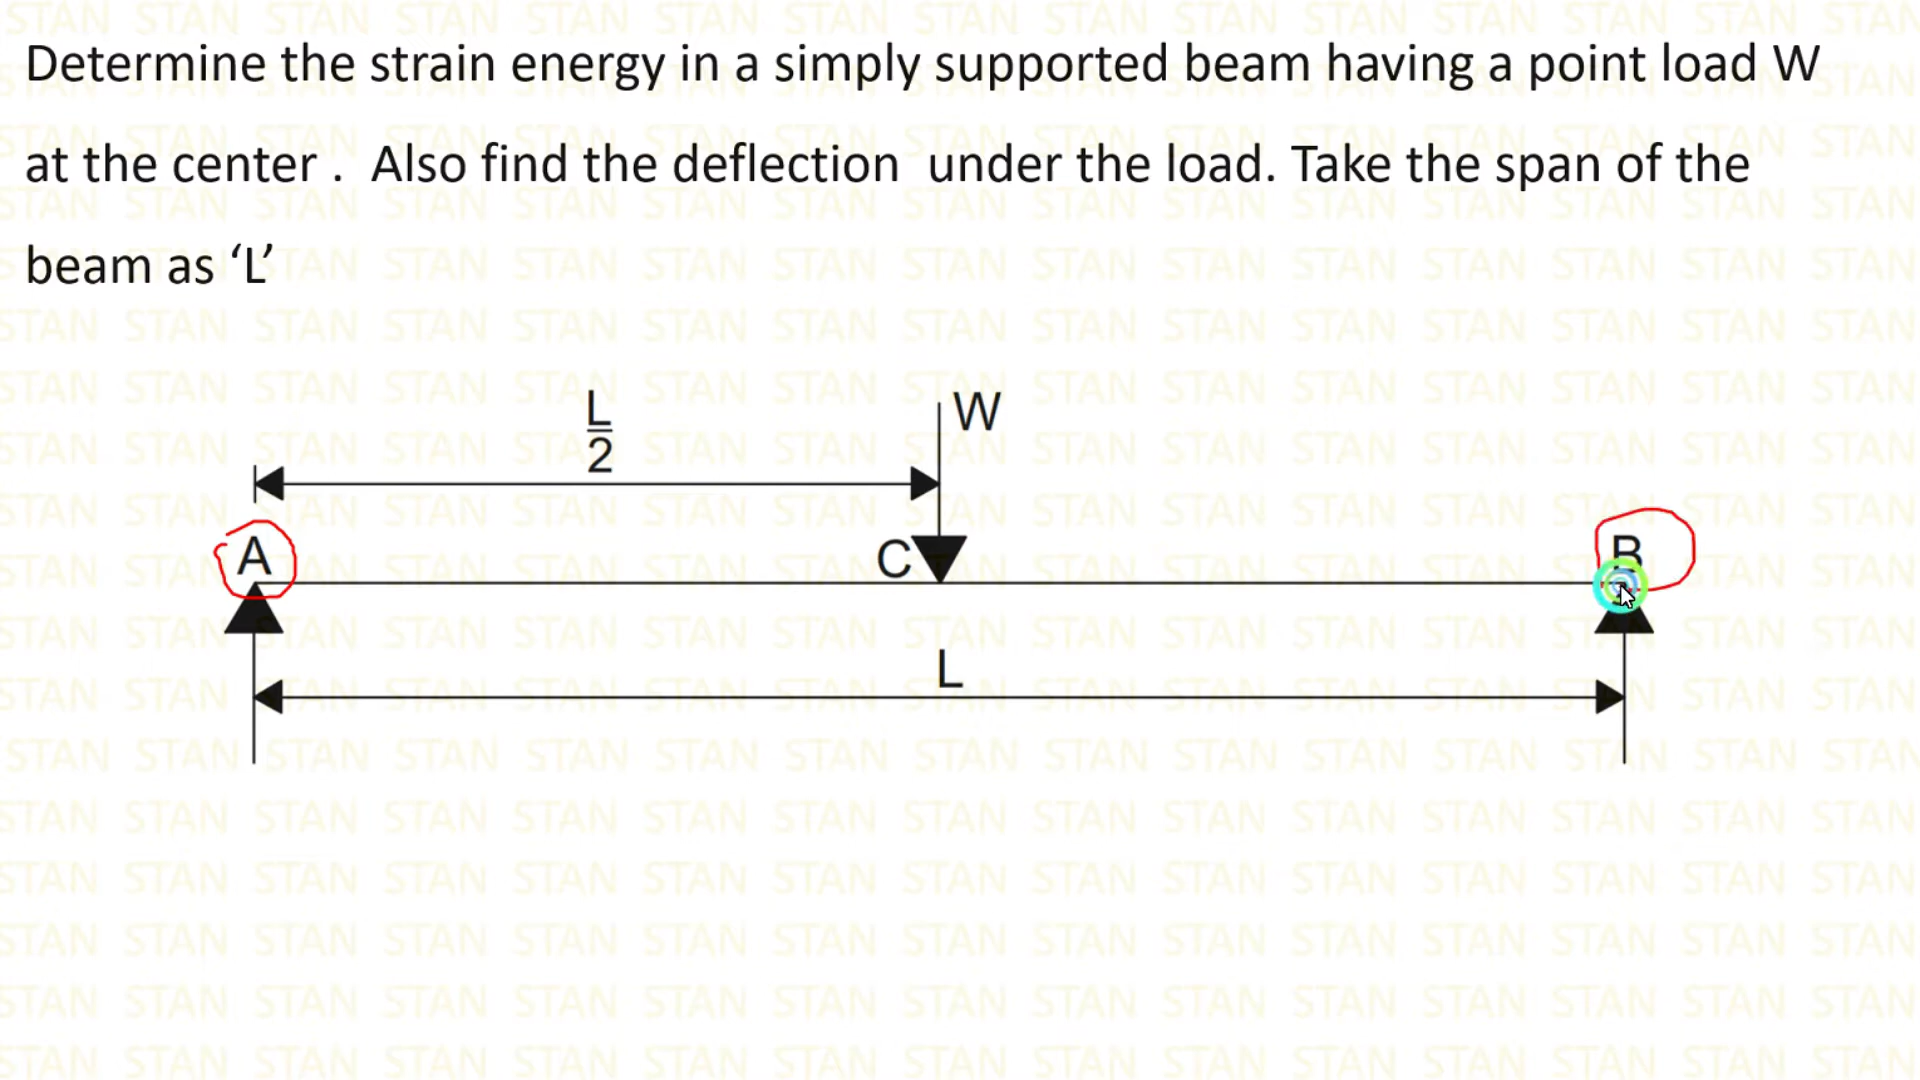 Determine the strain energy in a simply supported beam having a point load W
at the center . Also find the deflection under the load. Take the span of the
beam as ‘L’
L
2
W
A
C
B
L
STAN